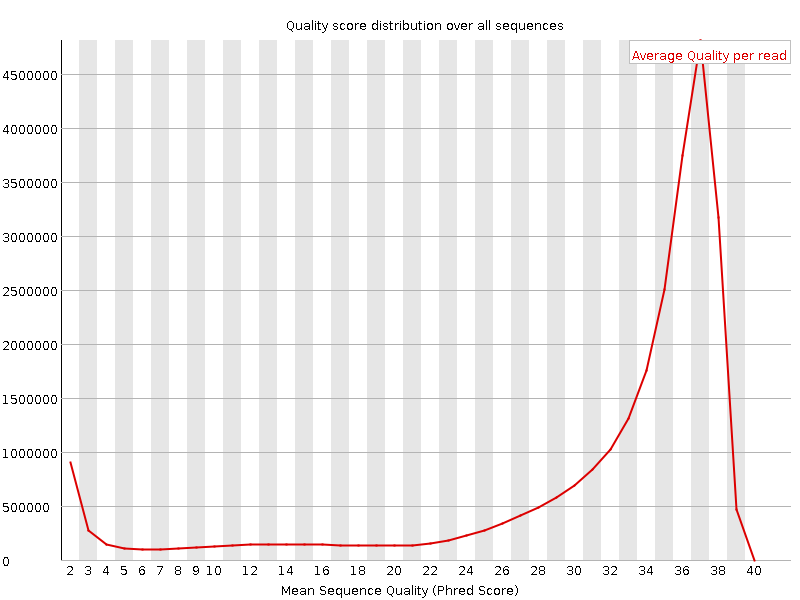 Quality score distribution over all sequences
Average Quality per read
4500000
4000000
3500000
3000000
2500000
2000000
1500000
1000000
500000
0
2 3 4 5 6 7 8 9 10 12 14 16 18 20 22 24 26 28 30 32 34 36 38 40
Mean Sequence Quality (Phred Score)